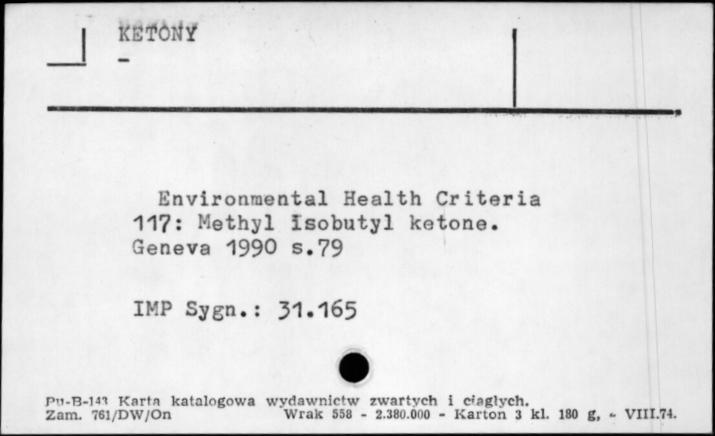 KETONY
-
Environmental Health Criteria
117: Methyl Isobutyl ketone.
Geneva 1990 s.79
IMP Sygn.: 31.165
Pu-B-143 Karta katalogowa wydawnictw zwartych i ciągłych.
Zam. 761/DW/On Wrak 558 - 2.380.000 - Karton 3 kl. 180 g, - VIII.74.